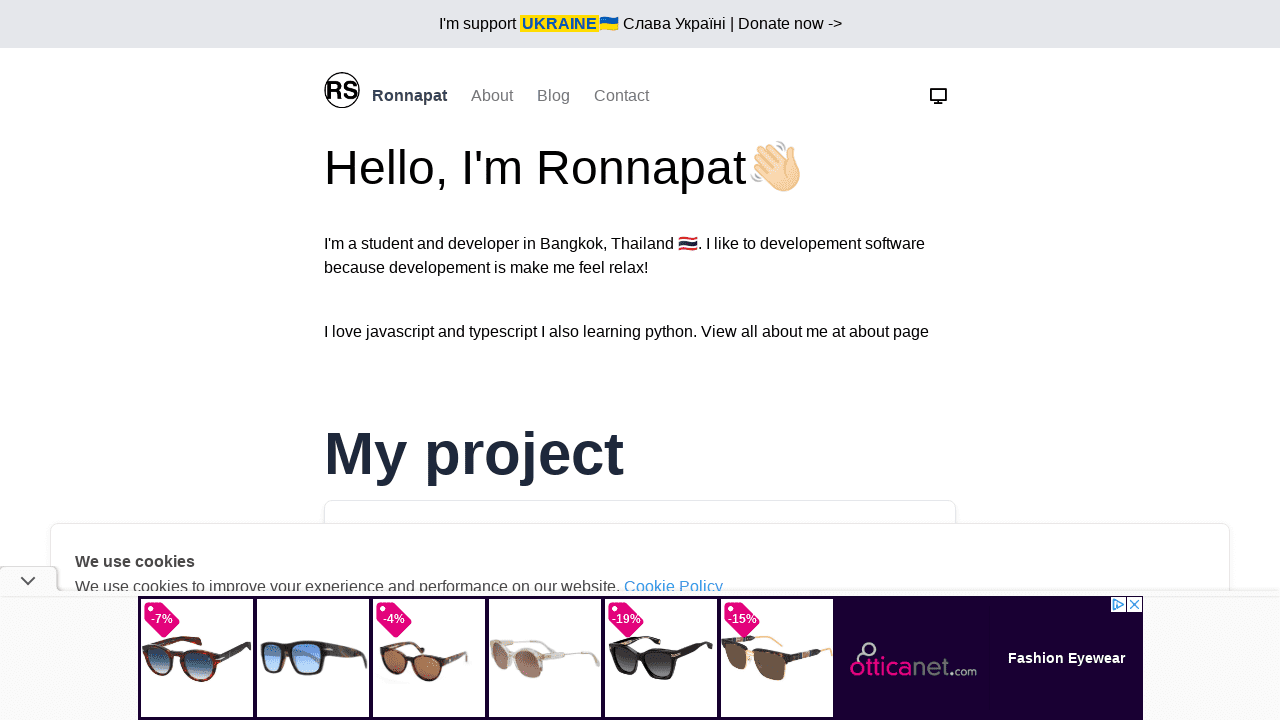 I'm support UKRAINE🇺🇦 Слава Україні | Donate now ->
RS Ronnapat About Blog Contact
Hello, I'm Ronnapat👋🏻
I'm a student and developer in Bangkok, Thailand 🇹🇭. I like to developement software
because developement is make me feel relax!
I love javascript and typescript I also learning python. View all about me at about page
My project
We use cookies
We use cookies to improve your experience and performance on our website. Cookie Policy
-7% -4% -19% -15%
otticanet.com
Fashion Eyewear